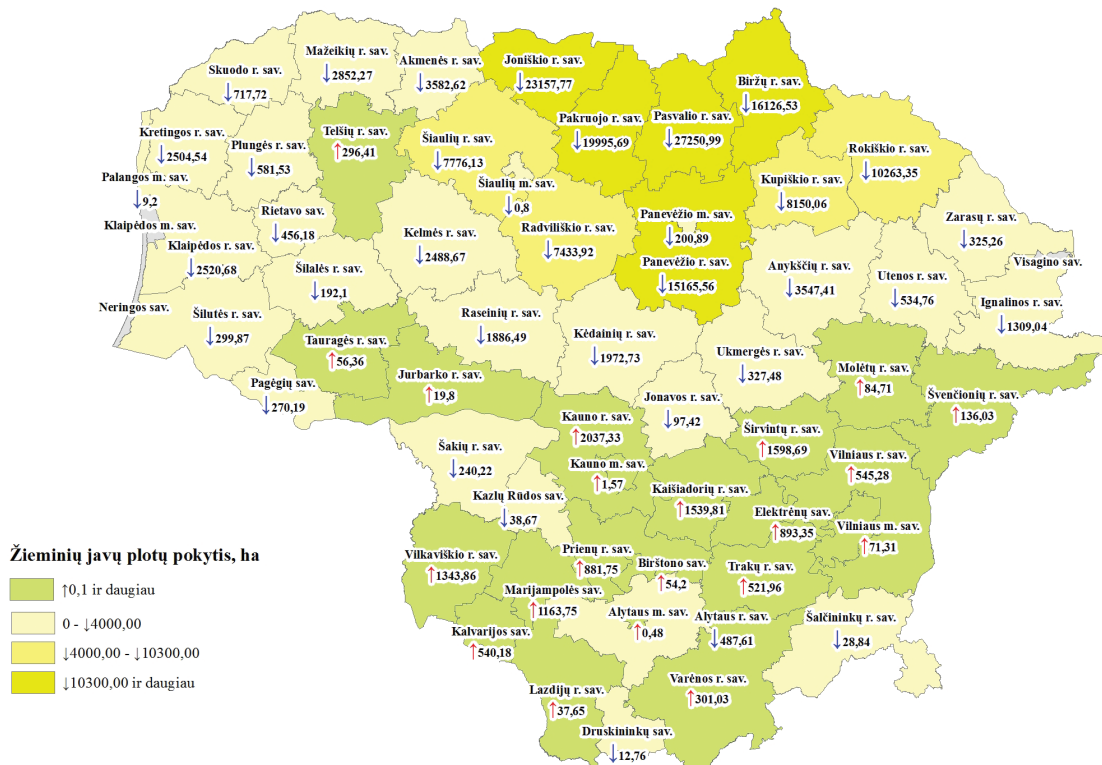 Mažeikių r. sav.
↓2852,27
Akmenės r. sav.
↓3582,62
Joniškio r. sav.
↓23157,77
Skuodo r. sav.
↓717,72
Biržų r. sav.
↓16126,53
Pakruojo r. sav.
↓19995,69
Pasvalio r. sav.
↓27250,99
Kretingos r. sav.
↓2504,54
Plungės r. sav.
↓581,53
Telšių r. sav.
↑296,41
Šiaulių r. sav.
↓7776,13
Rokiškio r. sav.
↓10263,35
Palangos m. sav.
↓9,2
Šiaulių m. sav.
↓0,8
Kupiškio r. sav.
↓8150,06
Klaipėdos m. sav.
Rietavo sav.
↓456,18
Kelmės r. sav.
↓2488,67
Radviliškio r. sav.
↓7433,92
Panevėžio m. sav.
↓200,89
Zarasų r. sav.
↓325,26
Klaipėdos r. sav.
↓2520,68
Šilalės r. sav.
↓192,1
Panevėžio r. sav.
↓15165,56
Anykščių r. sav.
↓3547,41
Utenos r. sav.
↓534,76
Visagino sav.
Ignalinos r. sav.
↓1309,04
Neringos sav.
Šilutės r. sav.
↓299,87
Raseinių r. sav.
↓1886,49
Kėdainių r. sav.
↓1972,73
Tauragės r. sav.
↑56,36
Ukmergės r. sav.
↓327,48
Molėtų r. sav.
↑84,71
Pagėgių sav.
↓270,19
Jurbarko r. sav.
↑19,8
Jonavos r. sav.
↓97,42
Švenčionių r. sav.
↑136,03
Kauno r. sav.
↑2037,33
Širvintų r. sav.
↑1598,69
Šakių r. sav.
↓240,22
Kauno m. sav.
↑1,57
Vilniaus r. sav.
↑545,28
Kaišiadorių r. sav.
↑1539,81
Kazlų Rūdos sav.
↓38,67
Elektrėnų sav.
↑893,35
Vilniaus m. sav.
↑71,31
Žieminių javų plotų pokytis, ha
↑0,1 ir daugiau
0 - ↓4000,00
↓4000,00 - ↓10300,00
↓10300,00 ir daugiau
Vilkaviškio r. sav.
↑1343,86
Prienų r. sav.
↑881,75
Birštono sav.
↑54,2
Trakų r. sav.
↑521,96
Marijampolės sav.
↑1163,75
Alytaus m. sav.
↑0,48
Alytaus r. sav.
↓487,61
Šalčininkų r. sav.
↓28,84
Kalvarijos sav.
↑540,18
Varėnos r. sav.
↑301,03
Lazdijų r. sav.
↑37,65
Druskininkų sav.
↓12,76